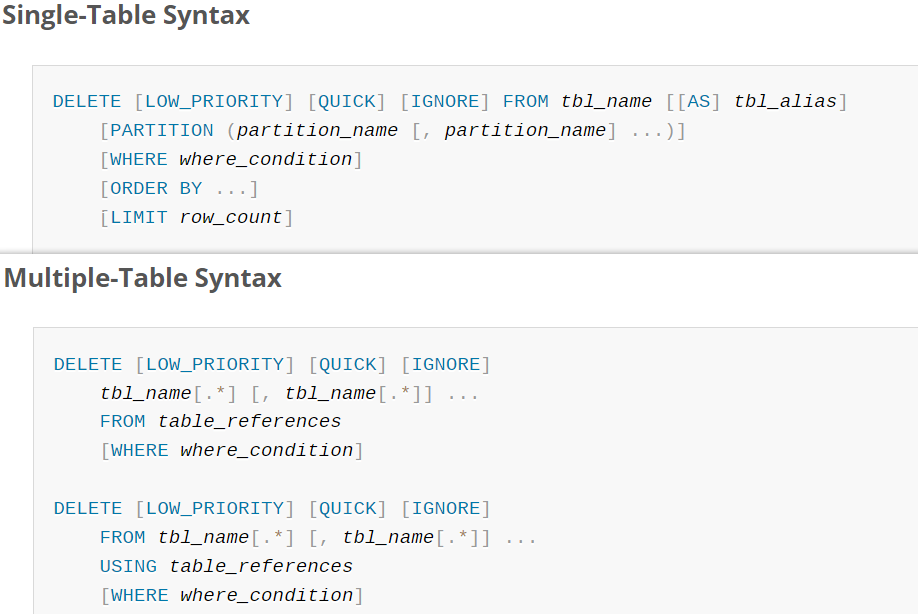 Single-Table Syntax
DELETE [LOW_PRIORITY] [QUICK] [IGNORE] FROM tbl_name [[AS] tbl_alias]
[PARTITION (partition_name [, partition_name] ...)]
[WHERE where_condition]
[ORDER BY ...]
[LIMIT row_count]
Multiple-Table Syntax
DELETE [LOW_PRIORITY] [QUICK] [IGNORE]
tbl_name[.*] [, tbl_name[.*]] ...
FROM table_references
[WHERE where_condition]
DELETE [LOW_PRIORITY] [QUICK] [IGNORE]
FROM tbl_name[.*] [, tbl_name[.*]] ...
USING table_references
[WHERE where_condition]